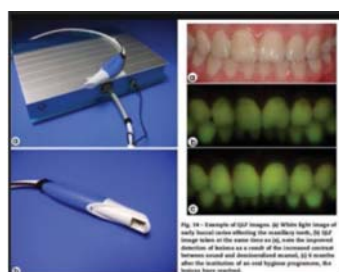 a
b
a
b
c
Fig. 14 – Example of QLF images. (a) White light image of
early buccal caries effecting the maxillary teeth, (b) QLF
image taken at the same time as (a), note the improved
detection of lesions as a result of the increased contrast
between sound and demineralised enamel, (c) 6 months
after the institution of an oral hygiene programme, the
lesions have resolved.